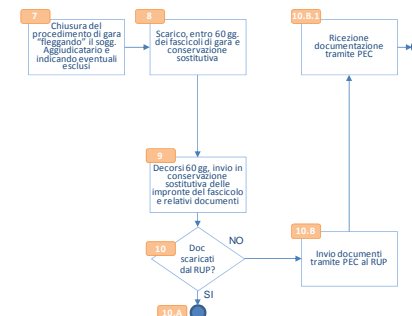 7
Chiusura del
procedimento di gara
"fleggando" il sogg.
Aggiudicatario e
indicando eventuali
esclusi
8
Scarico, entro 60 gg.
dei fascicoli di gara e
conservazione
sostitutiva
10.B.1
Ricezione
documentazione
tramite PEC
9
Decorsi 60 gg, invio in
conservazione
sostitutiva delle
impronte del fascicolo
e relativi documenti
10
Doc
scaricati
dal RUP?
NO
10.B
Invio documenti
tramite PEC al RUP
SI
10.A